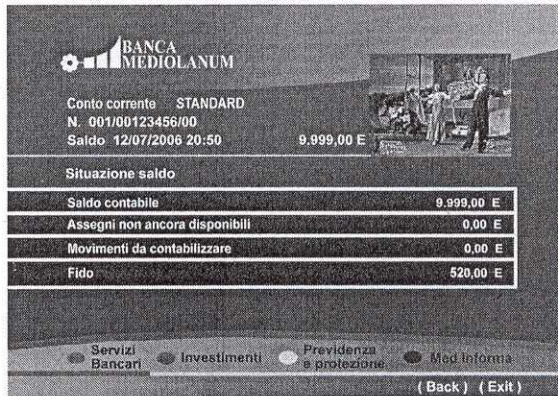 BANCA
MEDIOLANUM
Conto corrente STANDARD
N. 001/00123456/00
Saldo 12/07/2006 20:50 9.999,00 E
Situazione saldo
Saldo contabile 9.999,00 E
Assegni non ancora disponibili 0,00 E
Movimenti da contabilizzare 0,00 E
Fido 520,00 E
Servizi
Bancari
Investimenti
Previdenza
e protezione
Med Informa
( Back ) ( Exit )